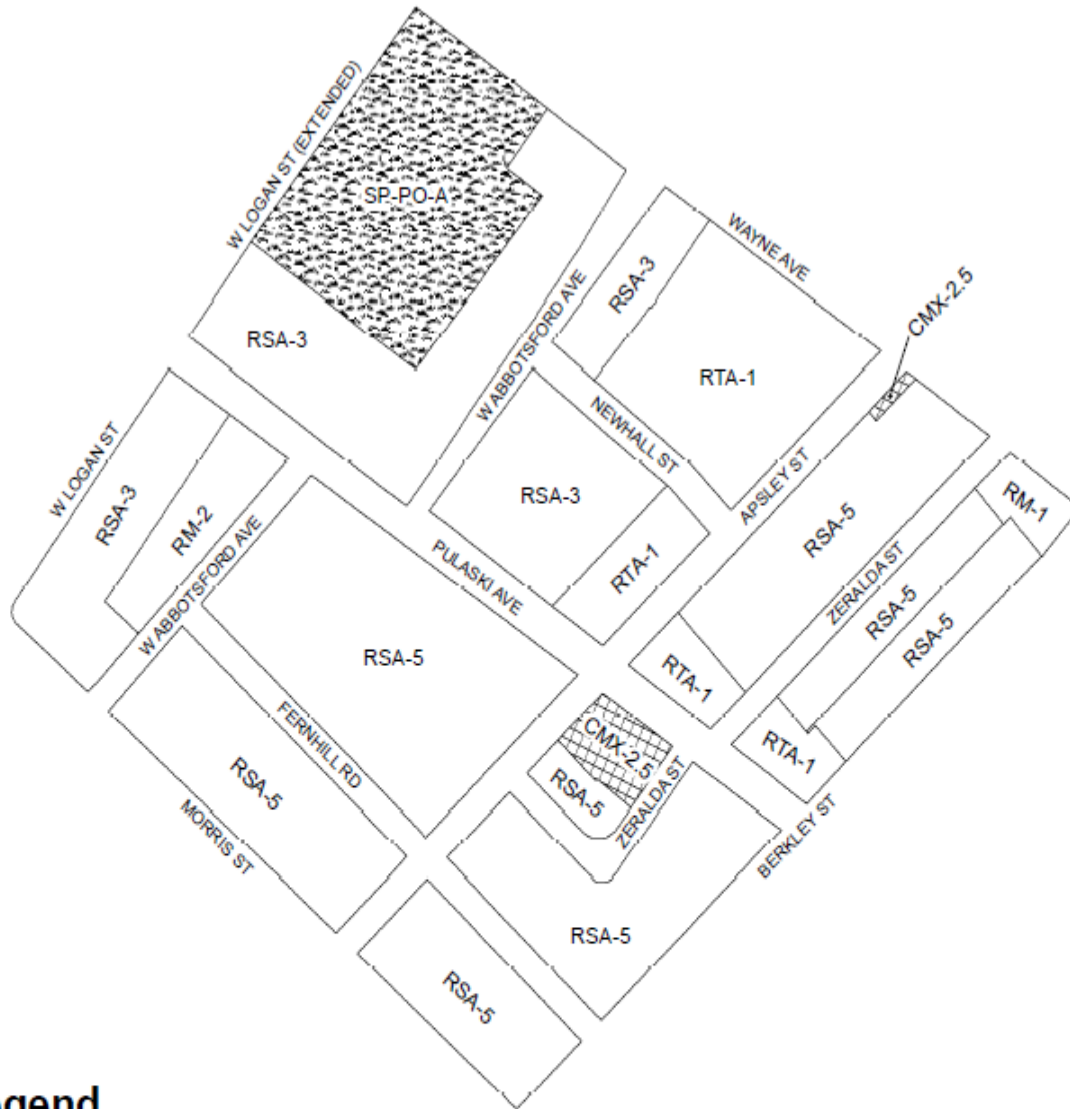 W LOGAN ST (EXTENDED)
SP-PO-A
WAYNE AVE
RSA-3
CMX-2.5
W ABBOTSFORD AVE
RSA-3
RTA-1
NEWHALL ST
W LOGAN ST
RSA-3
RM-2
RSA-3
APSLEY ST
RM-1
RSA-5
W ABBOTSFORD AVE
PULASKI AVE
RTA-1
ZERALDA ST
RSA-5
RSA-5
RSA-5
RTA-1
FERNHILL RD
CMX-2.5
RTA-1
RSA-5
RSA-5
ZERALDA ST
MORRIS ST
BERKLEY ST
RSA-5
RSA-5